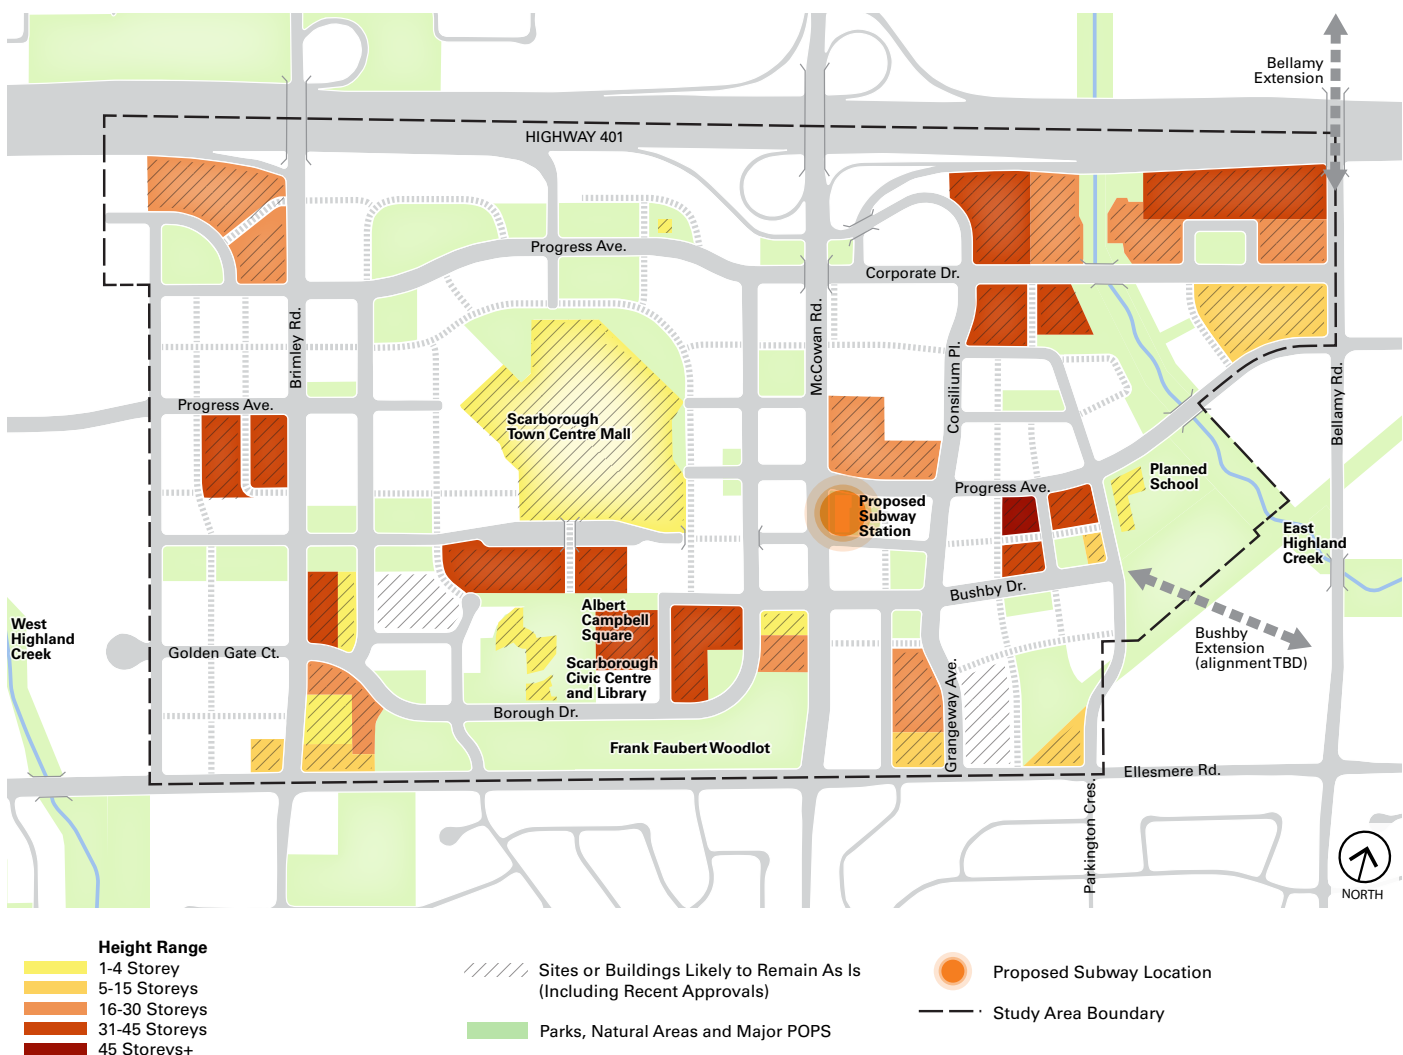 Bellamy
Extension
HIGHWAY 401
Progress Ave.
Corporate Dr.
Brimley Rd.
McCowan Rd.
Consilium Pl.
Bellamy Rd.
Progress Ave.
Scarborough
Town Centre Mall
Planned
School
Progress Ave.
Proposed
Subway
Station
East
Highland
Creek
Bushby Dr.
West
Highland
Creek
Albert
Campbell
Square
Bushby
Extension
(alignment TBD)
Golden Gate Ct.
Scarborough
Civic Centre
and Library
Grangeway Ave.
Borough Dr.
Frank Faubert Woodlot
Ellesmere Rd.
Parkington Cres.
NORTH
Height Range
1-4 Storey
5-15 Storeys
16-30 Storeys
31-45 Storeys
45 Storeys+
Sites or Buildings Likely to Remain As Is
(Including Recent Approvals)
Parks, Natural Areas and Major POPS
Proposed Subway Location
Study Area Boundary